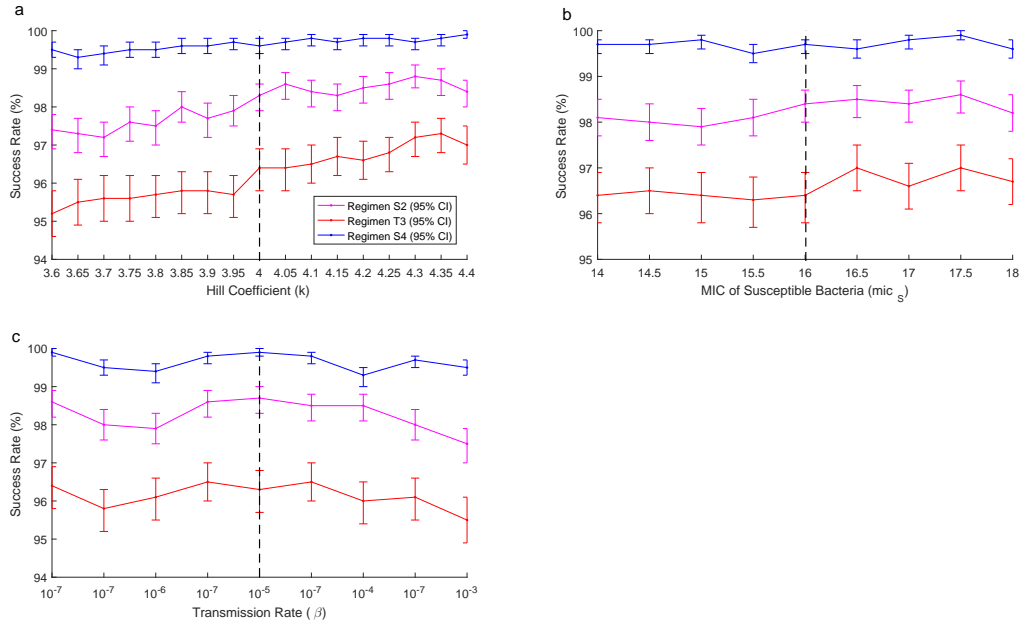 a
100
99
98
97
96
95
94
Success Rate (%)
3.6 3.65 3.7 3.75 3.8 3.85 3.9 3.95 4 4.05 4.1 4.15 4.2 4.25 4.3 4.35 4.4
Hill Coefficient (k)
Regimen S2 (95% CI)
Regimen T3 (95% CI)
Regimen S4 (95% CI)
b
100
99
98
97
96
95
Success Rate (%)
14 14.5 15 15.5 16 16.5 17 17.5 18
MIC of Susceptible Bacteria (mic S)
c
100
99
98
97
96
95
94
Success Rate (%)
10-7 10-7 10-6 10-7 10-5 10-7 10-4 10-7 10-3
Transmission Rate ( β)